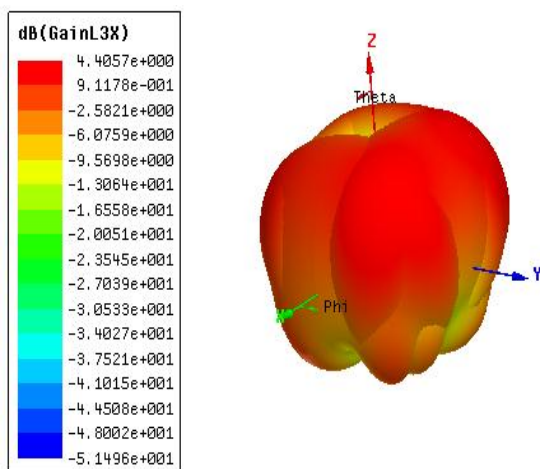 dB(GainL3X)
4.4057e+000
9.1178e-001
-2.5821e+000
-6.0759e+000
-9.5698e+000
-1.3064e+001
-1.6558e+001
-2.0051e+001
-2.3545e+001
-2.7039e+001
-3.0533e+001
-3.4027e+001
-3.7521e+001
-4.1015e+001
-4.4508e+001
-4.8002e+001
-5.1496e+001
Z
Theta
Y
Phi